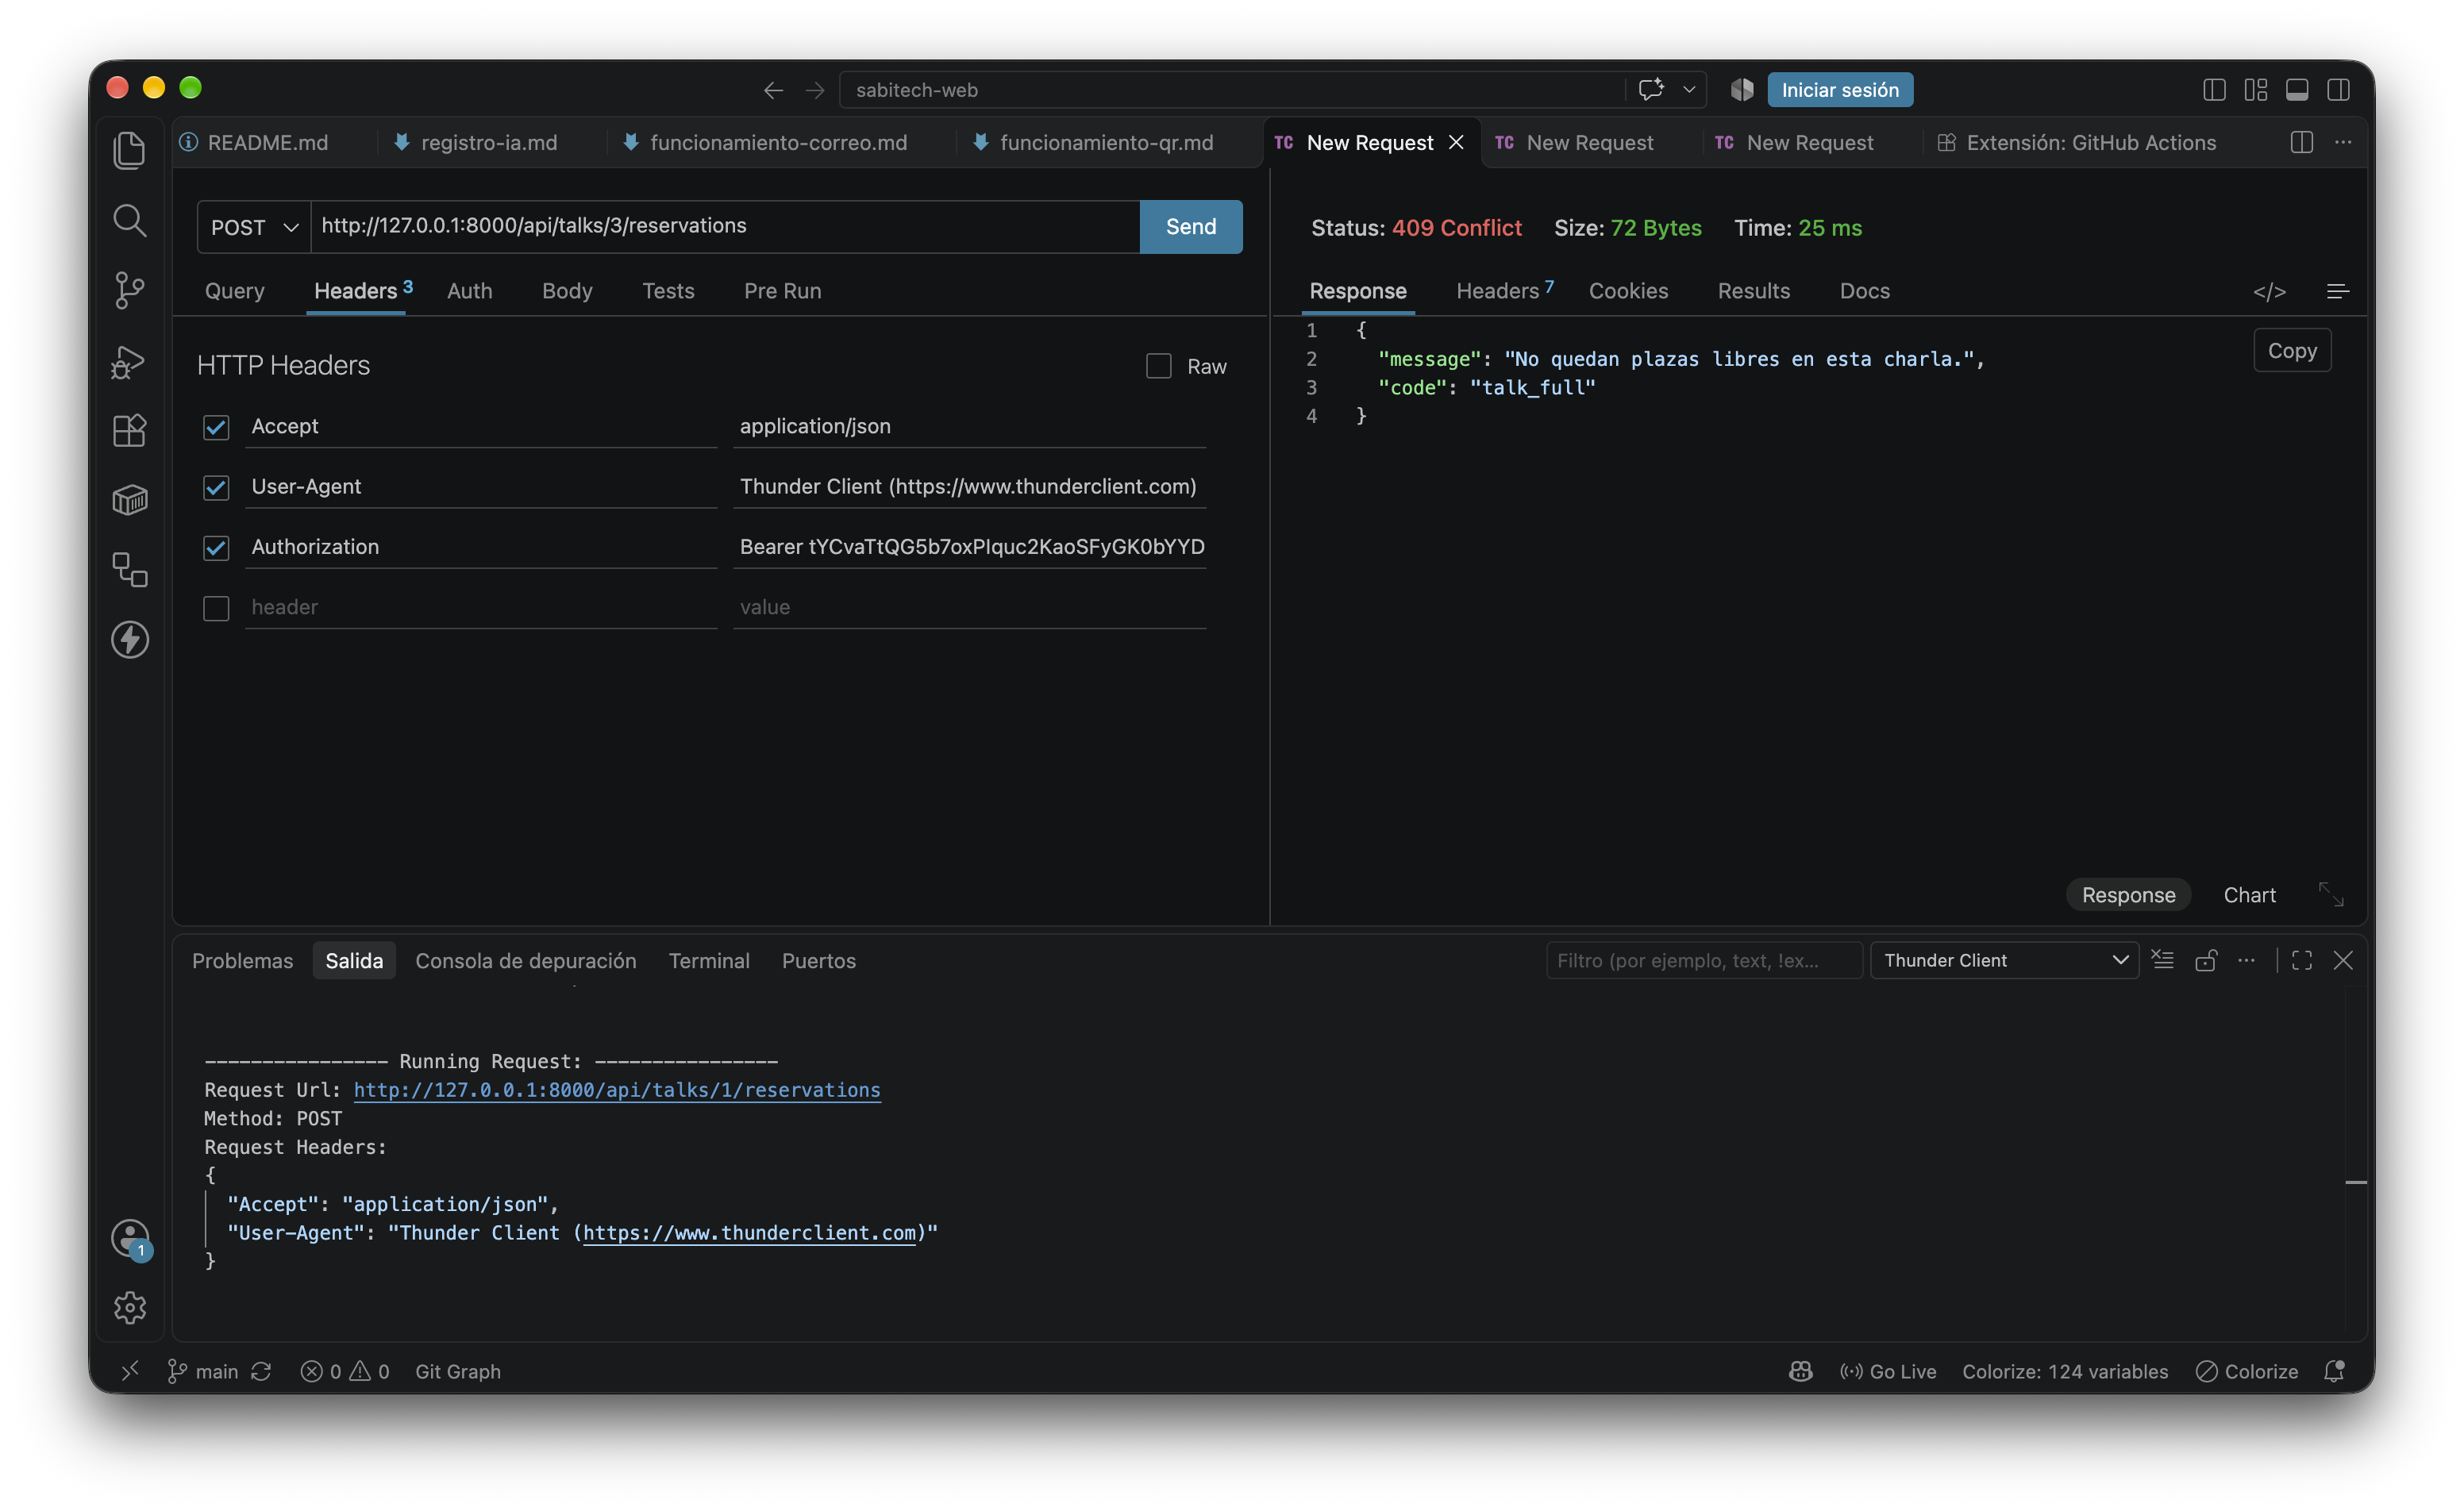 sabitech-web
Iniciar sesión
README.md
registro-ia.md
funcionamiento-correo.md
funcionamiento-qr.md
TC New Request
TC New Request
TC New Request
Extensión: GitHub Actions
POST
http://127.0.0.1:8000/api/talks/3/reservations
Send
Query
Headers 3
Auth
Body
Tests
Pre Run
HTTP Headers
Raw
Accept
application/json
User-Agent
Thunder Client (https://www.thunderclient.com)
Authorization
Bearer tYCvaTtQG5b7oxPIquc2KaoSFyGK0bYYD
header
value
Status: 409 Conflict
Size: 72 Bytes
Time: 25 ms
Response
Headers 7
Cookies
Results
Docs
</>
Copy
1 {
2 "message": "No quedan plazas libres en esta charla.",
3 "code": "talk_full"
4 }
Response
Chart
Problemas
Salida
Consola de depuración
Terminal
Puertos
Filtro (por ejemplo, text, !ex...
Thunder Client
---------------- Running Request: ----------------
Request Url: http://127.0.0.1:8000/api/talks/1/reservations
Method: POST
Request Headers:
{
"Accept": "application/json",
"User-Agent": "Thunder Client (https://www.thunderclient.com)"
}
1
main
0
0
Git Graph
Go Live
Colorize: 124 variables
Colorize